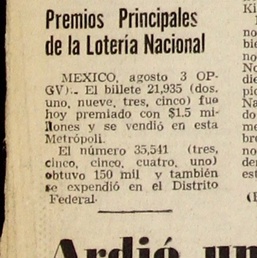 Premios Principales
de la Lotería Nacional
MEXICO, agosto 3 OP-
GV).- El billete 21,935 (dos.
uno, nueve, tres, cinco) fue
hoy premiado con $1.5 mi-
llones y se vendió en esta
Metrópoli.
El número 35,541 (tres,
cinco, cinco, cuatro, uno)
obtuvo 150 mil y también
se expendió en el Distrito
Federal.
Ardió un